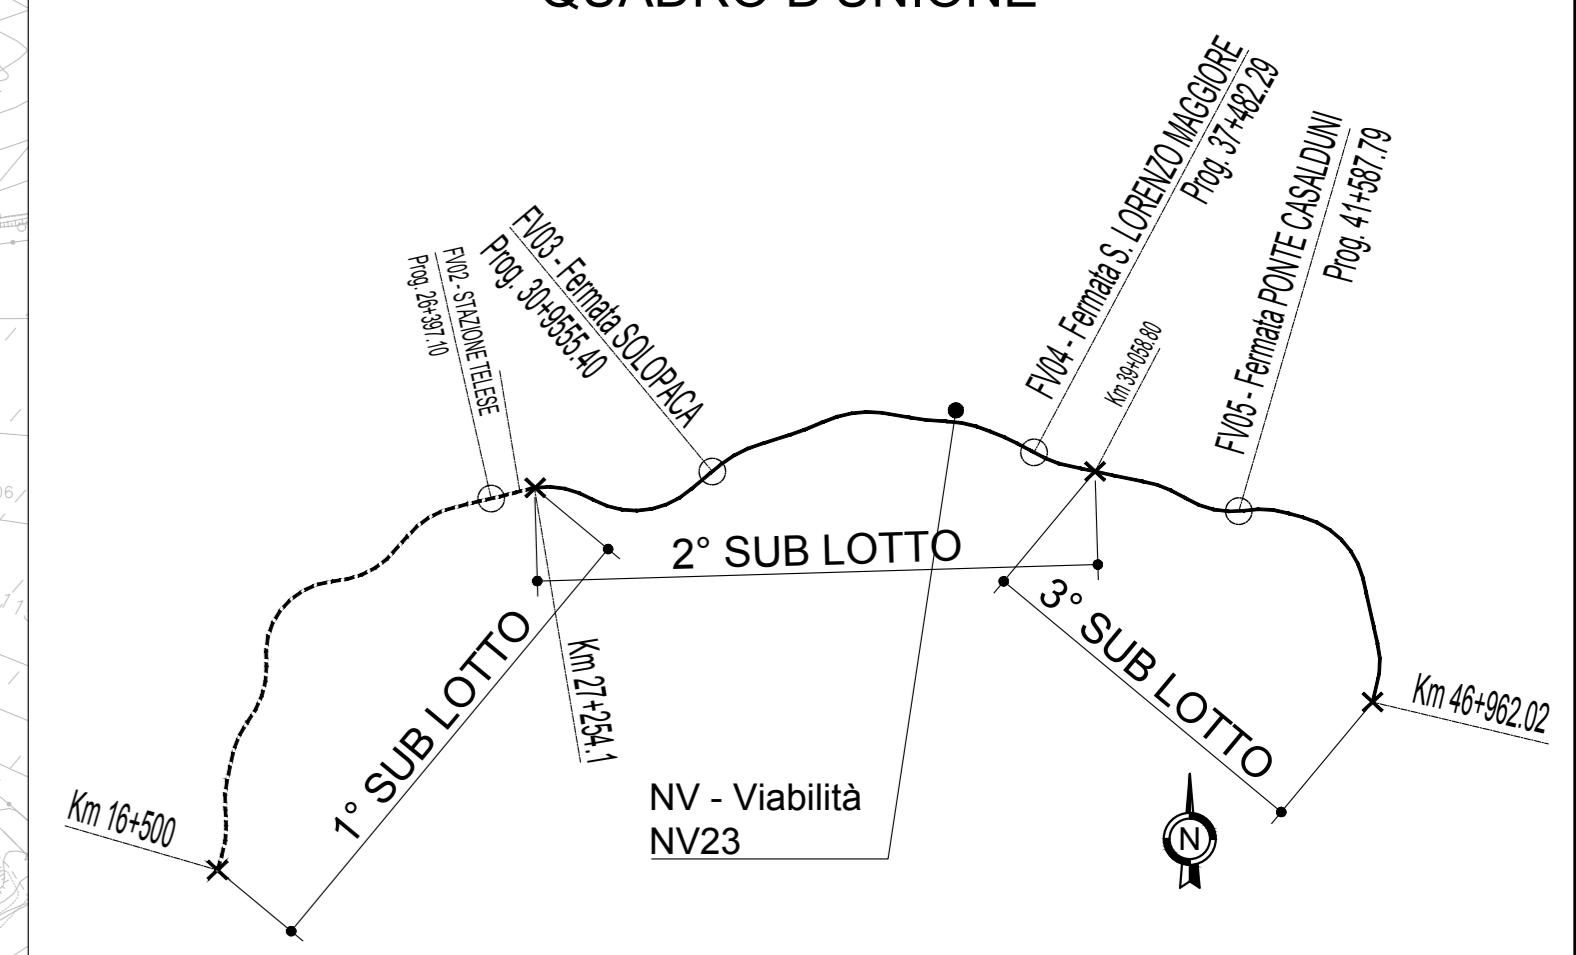 QUADRO D'UNIONE
FV04 - Fermata S. LORENZO MAGGIORE
Prog. 37+482.29
FV05 - Fermata PONTE CASALDUNI
Prog. 41+587.79
FV03 - Fermata SOLOPACA
Prog. 30+9555.40
FV02 - STAZIONE TELESE
Prog. 26+397.10
Km 39+058.80
2° SUB LOTTO
1° SUB LOTTO
3° SUB LOTTO
Km 27+254.1
Km 46+962.02
Km 16+500
NV - Viabilità
NV23
N